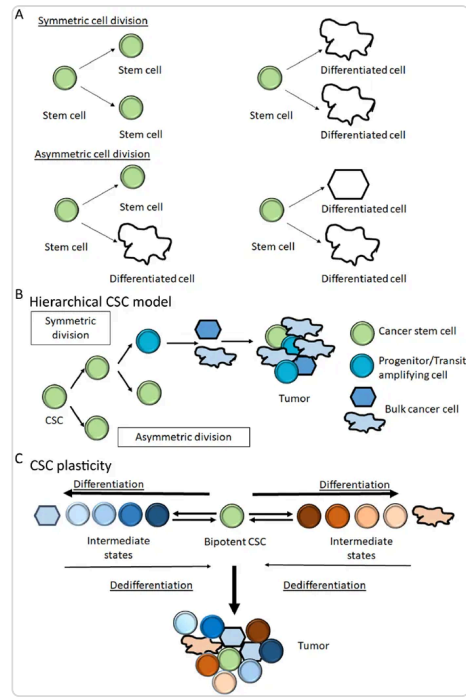 A
Symmetric cell division
Stem cell
Stem cell
Stem cell
Differentiated cell
Stem cell
Differentiated cell
Asymmetric cell division
Stem cell
Stem cell
Differentiated cell
Differentiated cell
Stem cell
Differentiated cell
B
Hierarchical CSC model
Symmetric
division
CSC
Asymmetric division
Tumor
Cancer stem cell
Progenitor/Transit
amplifying cell
Bulk cancer cell
C
CSC plasticity
Differentiation
Differentiation
Intermediate
states
Bipotent CSC
Intermediate
states
Dedifferentiation
Dedifferentiation
Tumor